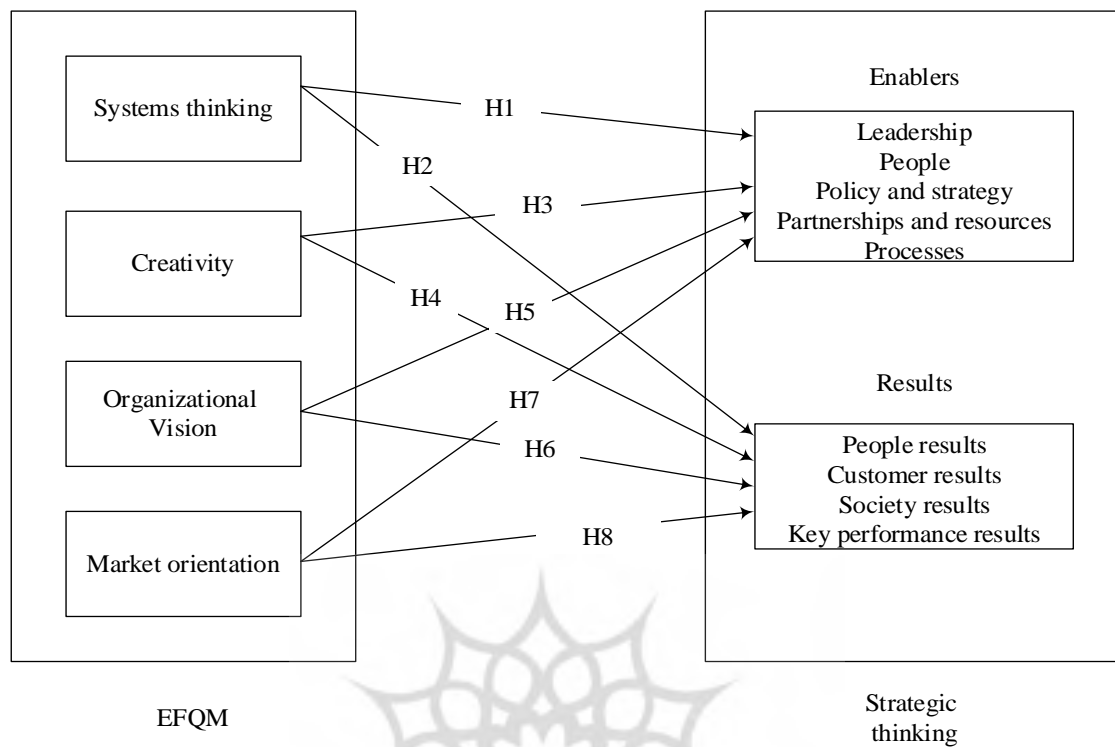 Systems thinking
Creativity
Organizational
Vision
Market orientation
EFQM
H1
H2
H3
H4
H5
H6
H7
H8
Enablers
Leadership
People
Policy and strategy
Partnerships and resources
Processes
Results
People results
Customer results
Society results
Key performance results
Strategic
thinking